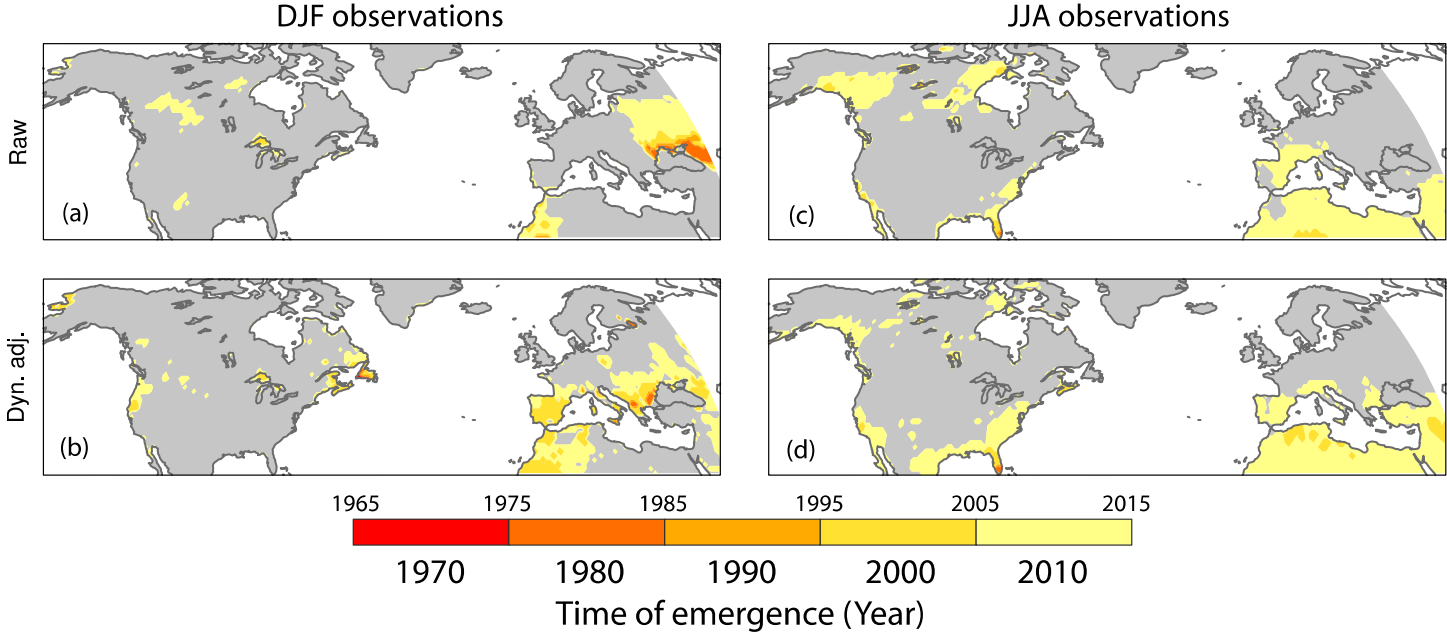 DJF observations
JJA observations
Raw
(a)
(c)
Dyn. adj.
(b)
(d)
1965 1975 1985 1995 2005 2015
1970 1980 1990 2000 2010
Time of emergence (Year)